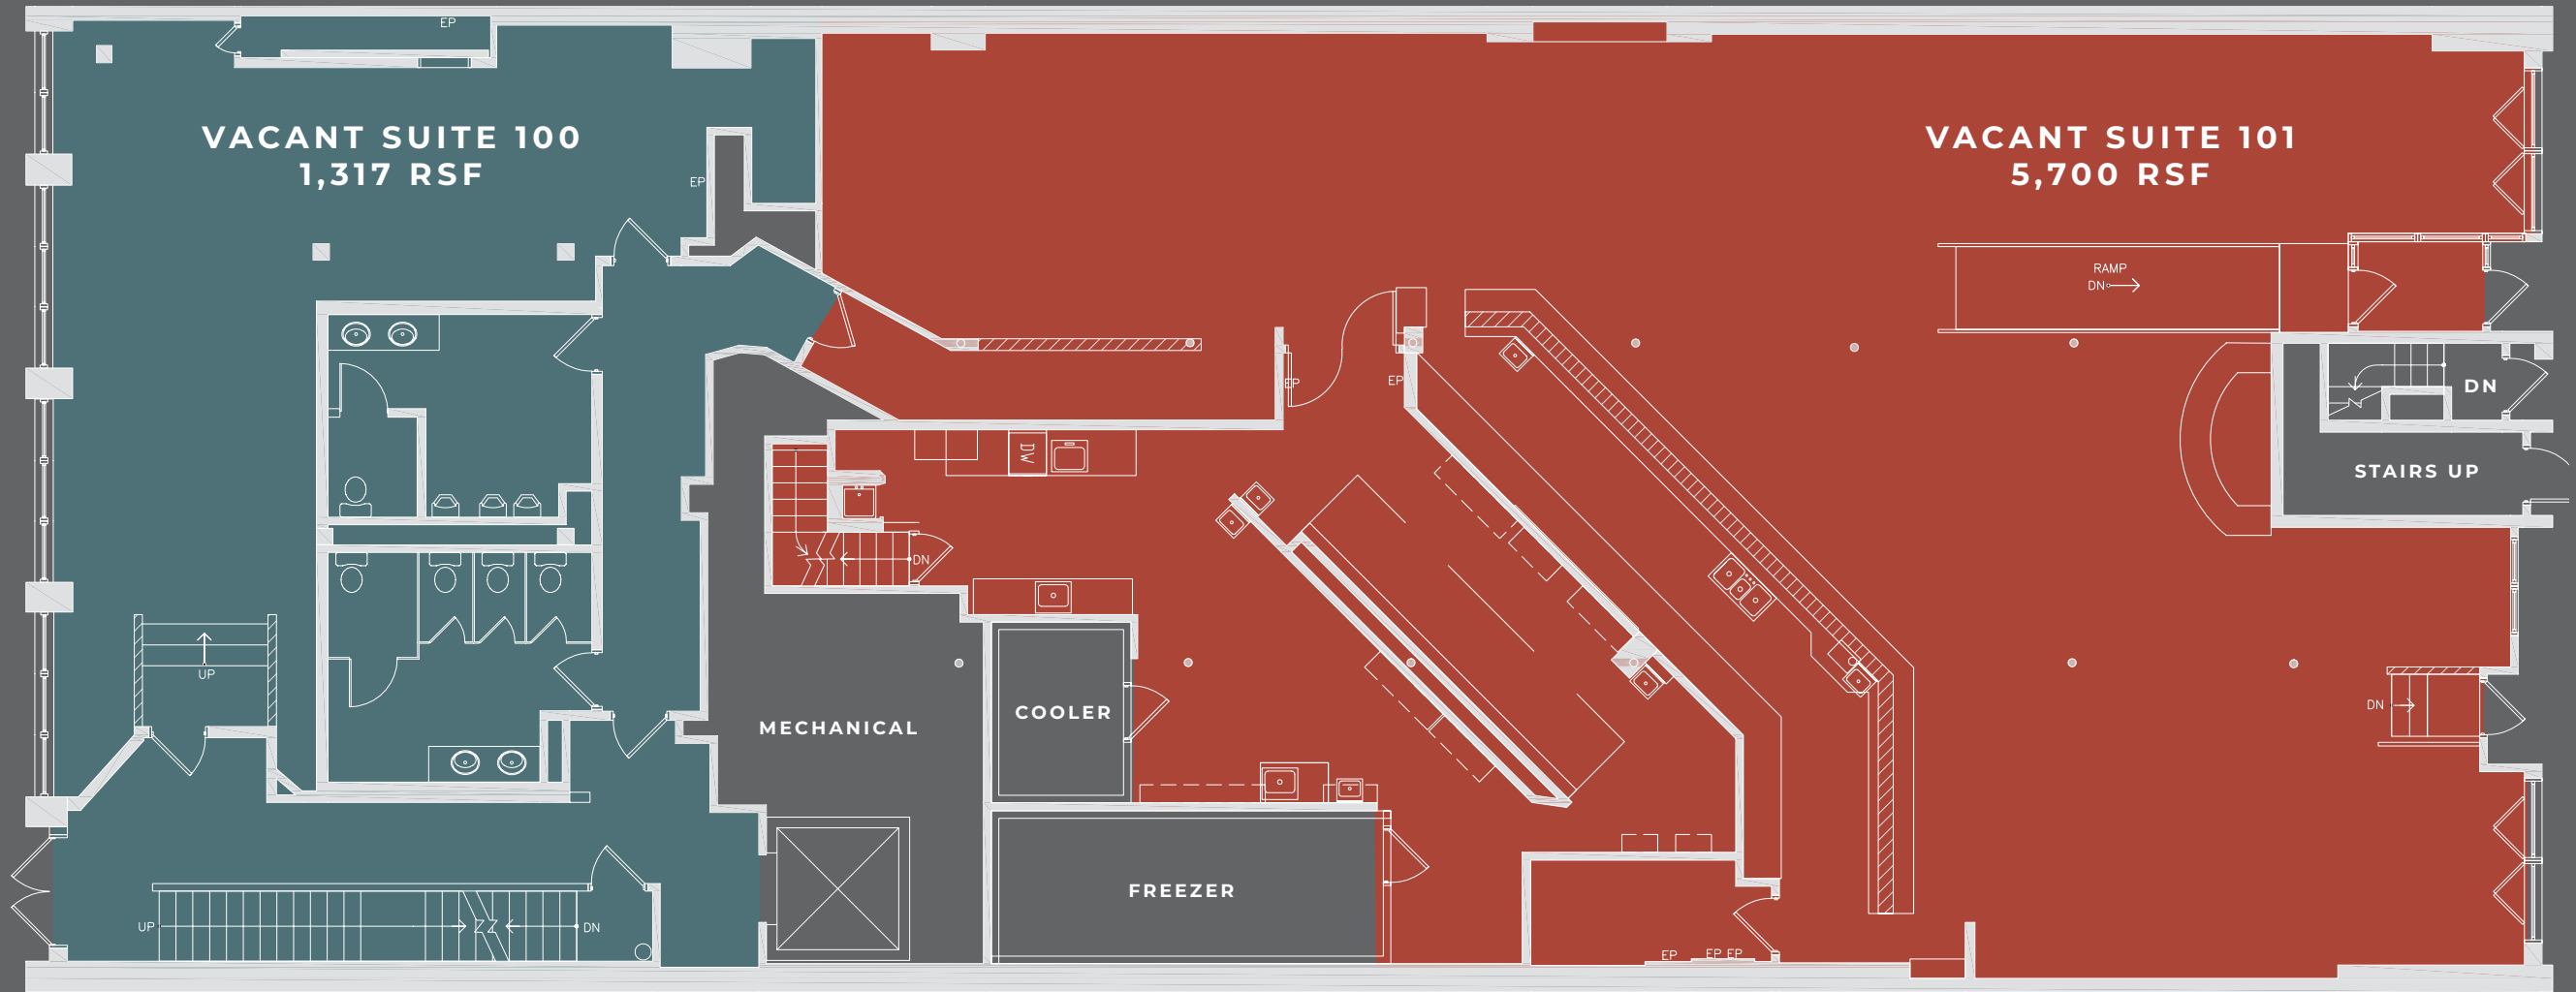 EP
VACANT SUITE 100
1,317 RSF
VACANT SUITE 101
5,700 RSF
EP
RAMP
DN
EP
EP
DN
DW
STAIRS UP
DN
UP
DN
COOLER
MECHANICAL
FREEZER
UP
DN
EP
EP EP